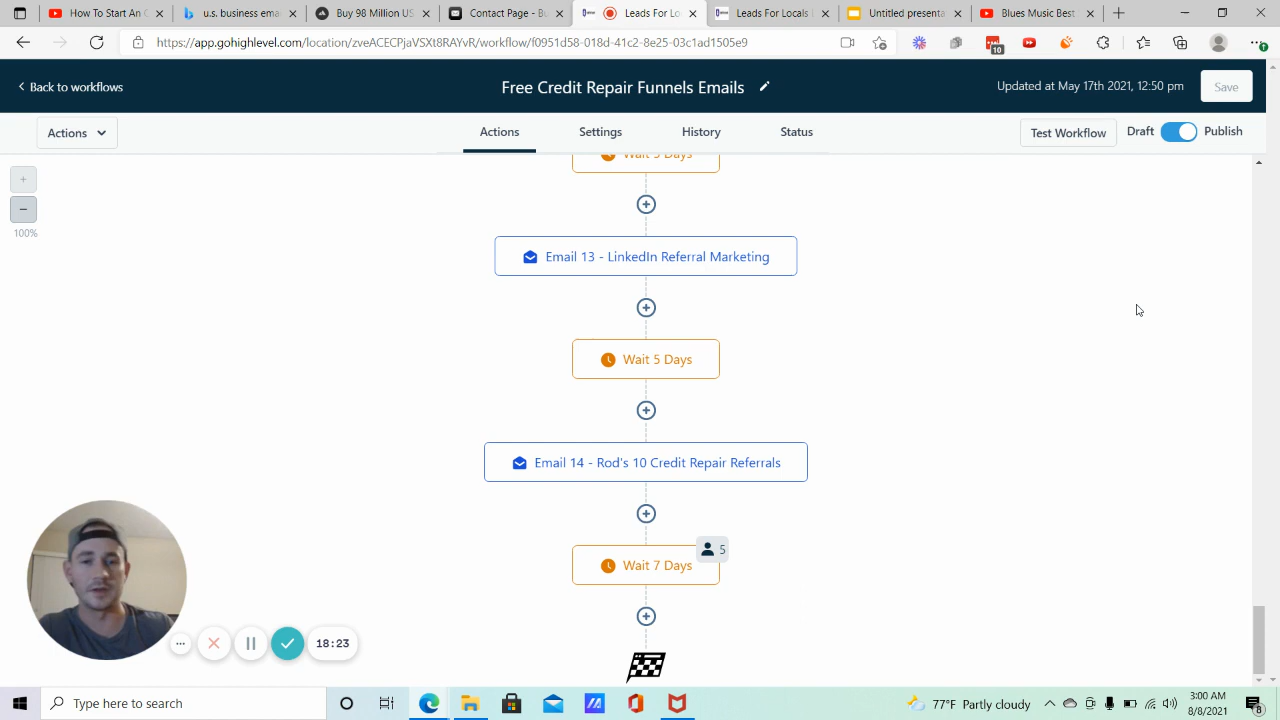 How To Start An A
u.s. business ema
Buy 98 Million US
Contact Page - Bu
Leads For Lo
Leads For Locals I
Untitled presenta
Blues Music Best
https://app.gohighlevel.com/location/zveACECPjaVSXt8RAYvR/workflow/f0951d58-018d-41c2-8e25-03c1ad1505e9
10
Back to workflows
Free Credit Repair Funnels Emails
Updated at May 17th 2021, 12:50 pm
Save
Actions
Actions
Settings
History
Status
Test Workflow
Draft
Publish
100%
Email 13 - LinkedIn Referral Marketing
Wait 5 Days
Email 14 - Rod's 10 Credit Repair Referrals
5
Wait 7 Days
18:23
Type here to search
77°F Partly cloudy
3:00 AM
8/8/2021
8